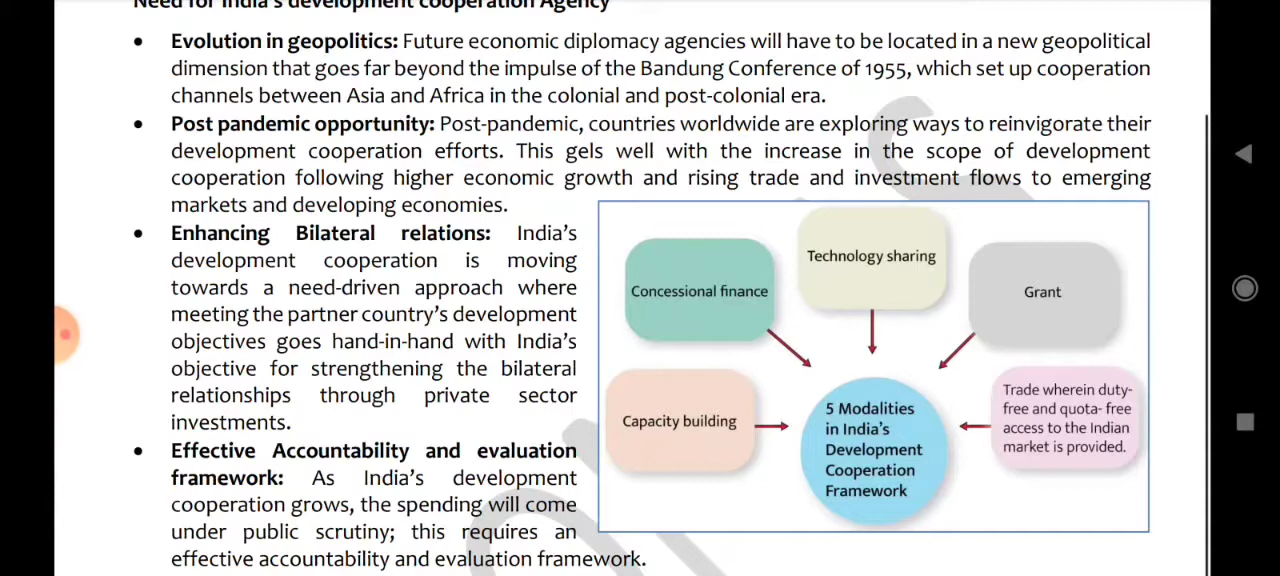 Need for India's development cooperation Agency
• Evolution in geopolitics: Future economic diplomacy agencies will have to be located in a new geopolitical
dimension that goes far beyond the impulse of the Bandung Conference of 1955, which set up cooperation
channels between Asia and Africa in the colonial and post-colonial era.
• Post pandemic opportunity: Post-pandemic, countries worldwide are exploring ways to reinvigorate their
development cooperation efforts. This gels well with the increase in the scope of development
cooperation following higher economic growth and rising trade and investment flows to emerging
markets and developing economies.
• Enhancing Bilateral relations: India's
development cooperation is moving
towards a need-driven approach where
meeting the partner country's development
objectives goes hand-in-hand with India's
objective for strengthening the bilateral
relationships through private sector
investments.
• Effective Accountability and evaluation
framework: As India's development
cooperation grows, the spending will come
under public scrutiny; this requires an
effective accountability and evaluation framework.
Concessional finance
Technology sharing
Grant
Capacity building
5 Modalities
in India's
Development
Cooperation
Framework
Trade wherein duty-
free and quota- free
access to the Indian
market is provided.